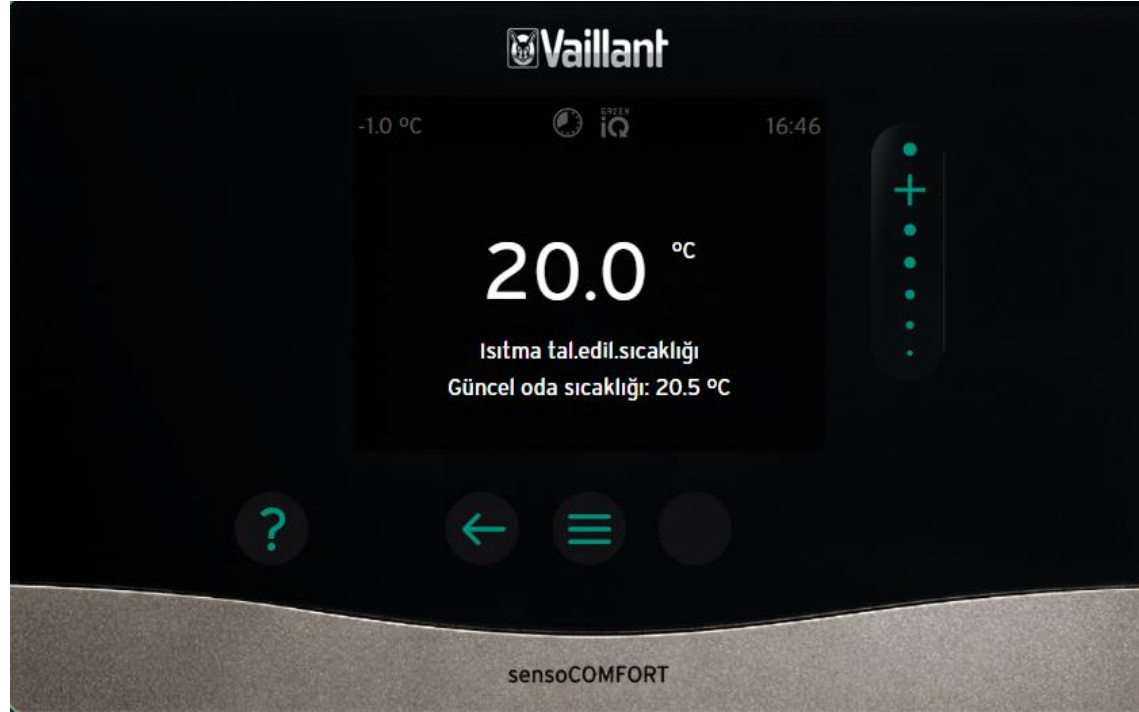 Vaillant
-1.0 °C GREEN iQ 16:46
20.0 °C
Isıtma tal.edil.sıcaklığı
Güncel oda sıcaklığı: 20.5 °C
?
sensoCOMFORT